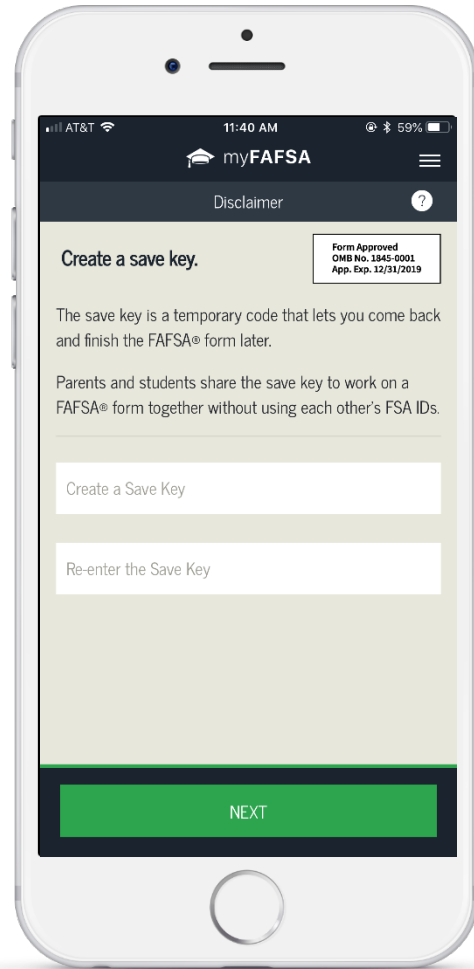 AT&T 11:40 AM 59%
myFAFSA
Disclaimer ?
Create a save key.
Form Approved
OMB No. 1845-0001
App. Exp. 12/31/2019
The save key is a temporary code that lets you come back
and finish the FAFSA® form later.
Parents and students share the save key to work on a
FAFSA® form together without using each other's FSA IDs.
Create a Save Key
Re-enter the Save Key
NEXT